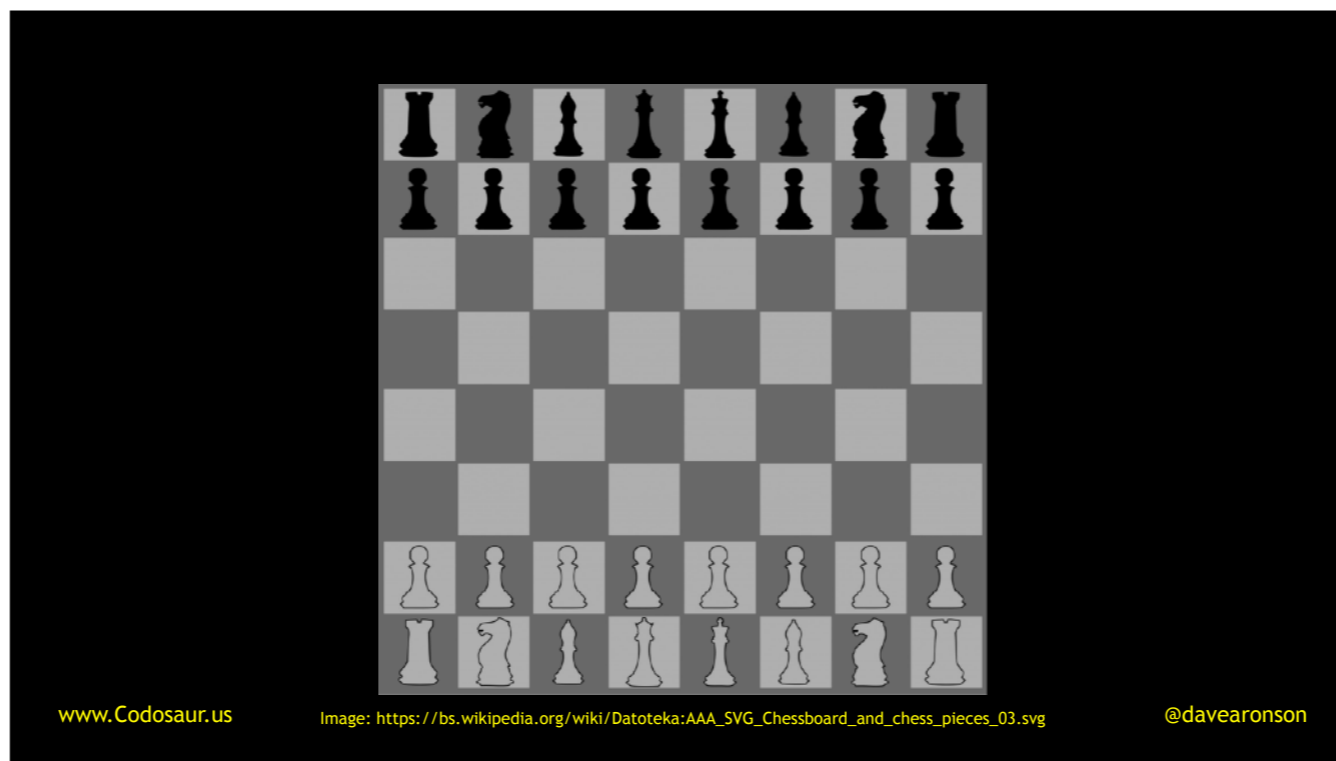 www.Codosaur.us
Image: https://bs.wikipedia.org/wiki/Datoteka:AAA_SVG_Chessboard_and_chess_pieces_03.svg
@davearonson